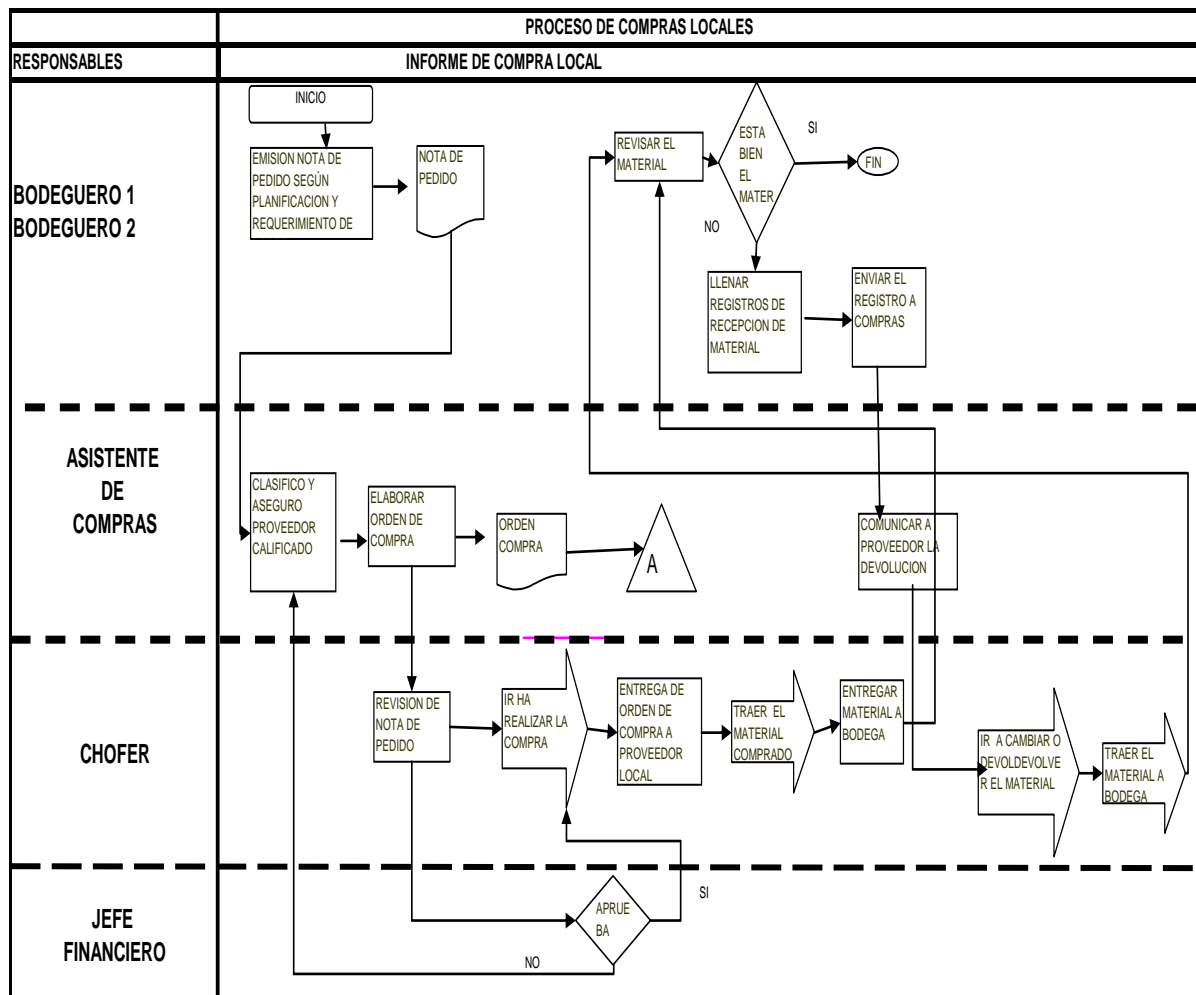 PROCESO DE COMPRAS LOCALES
RESPONSABLES
INFORME DE COMPRA LOCAL
BODEGUERO 1
BODEGUERO 2
INICIO
EMISION NOTA DE
PEDIDO SEGÚN
PLANIFICACION Y
REQUERIMIENTO DE
NOTA DE
PEDIDO
REVISAR EL
MATERIAL
ESTA
BIEN
EL
MATER
SI
FIN
NO
LLENAR
REGISTROS DE
RECEPCION DE
MATERIAL
ENVIAR EL
REGISTRO A
COMPRAS
ASISTENTE
DE
COMPRAS
CLASIFICO Y
ASEGURO
PROVEEDOR
CALIFICADO
ELABORAR
ORDEN DE
COMPRA
ORDEN
COMPRA
A
COMUNICAR A
PROVEEDOR LA
DEVOLUCION
CHOFER
REVISION DE
NOTA DE
PEDIDO
IR HA
REALIZAR LA
COMPRA
ENTREGA DE
ORDEN DE
COMPRA A
PROVEEDOR
LOCAL
TRAER EL
MATERIAL
COMPRADO
ENTREGAR
MATERIAL A
BODEGA
IR A CAMBIAR O
DEVOLDEVOLVE
R EL MATERIAL
TRAER EL
MATERIAL A
BODEGA
JEFE
FINANCIERO
APRUE
BA
SI
NO